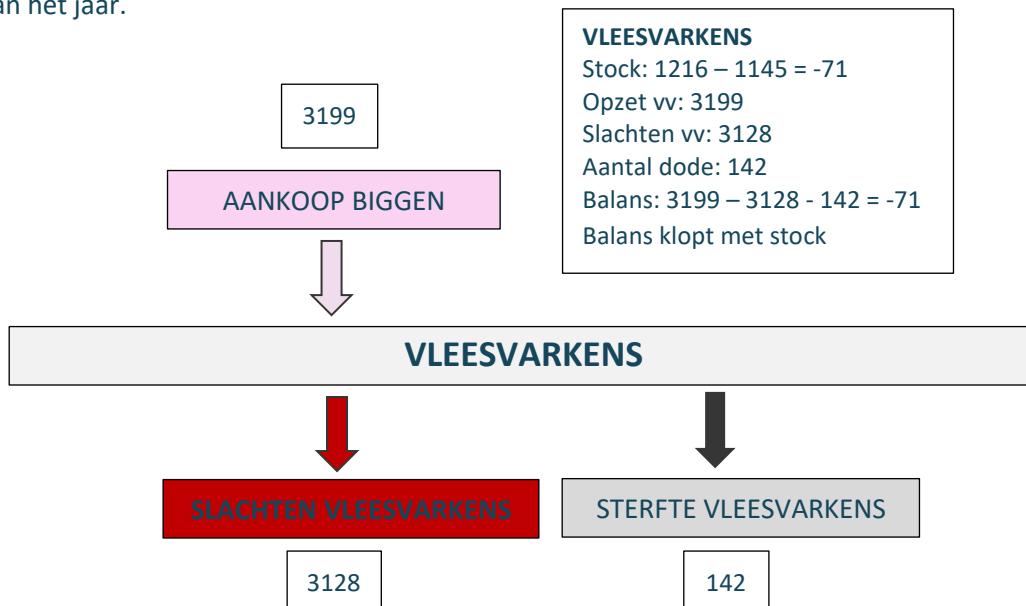 an het jaar.
VLEESVARKENS
Stock: 1216 – 1145 = -71
Opzet vv: 3199
Slachten vv: 3128
Aantal dode: 142
Balans: 3199 – 3128 - 142 = -71
Balans klopt met stock
3199
AANKOOP BIGGEN
VLEESVARKENS
SLACHTEN VLEESVARKENS
STERFTE VLEESVARKENS
3128
142